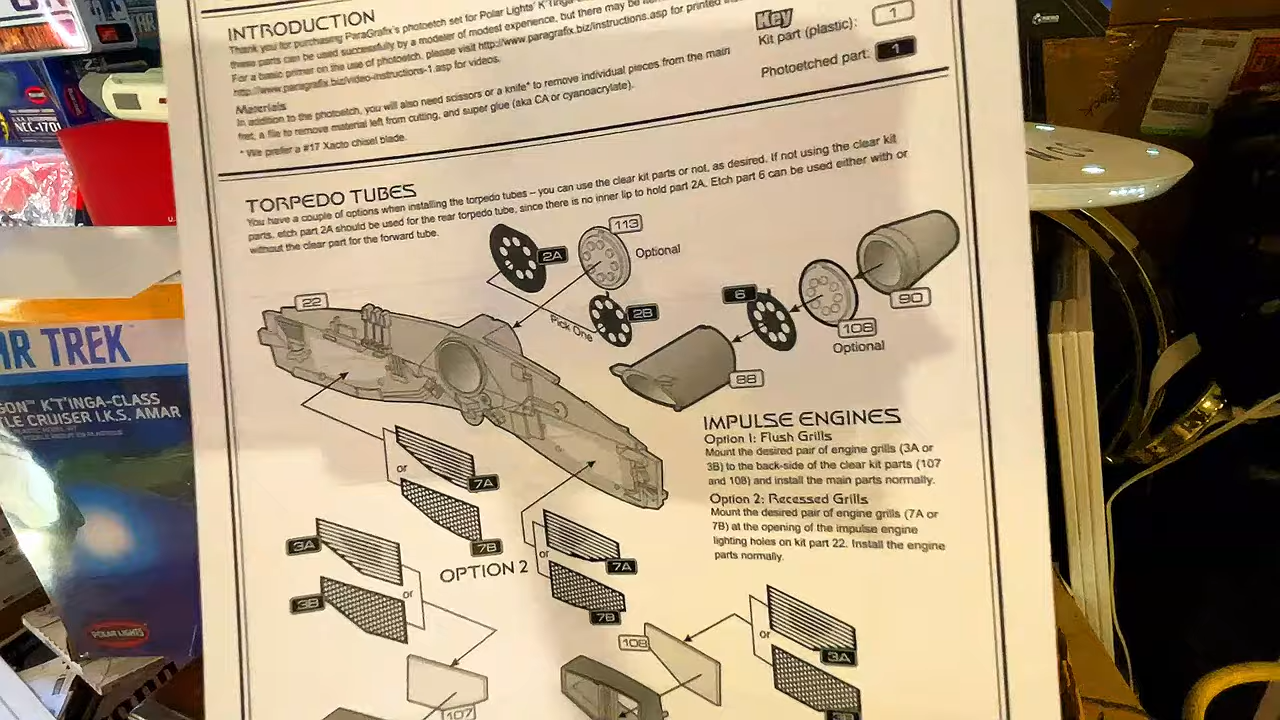 INTRODUCTION
Thank you for purchasing ParaGrafix's photoetch set for Polar Lights' K'Tinga-
these parts can be used successfully by a modeler of modest experience, but there may be
For a basic primer on the use of photoetch, please visit http://www.paragrafix.biz/instructions.asp for printed
http://www.paragrafix.biz/video-instructions-1.asp for videos.
Materials
In addition to the photoetch, you will also need scissors or a knife* to remove individual pieces from the main
fret, a file to remove material left from cutting, and super glue (aka CA or cyanoacrylate).
* We prefer a #17 Xacto chisel blade.
Key
Kit part (plastic): 1
Photoetched part: 1
TORPEDO TUBES
You have a couple of options when installing the torpedo tubes – you can use the clear kit parts or not, as desired. If not using the clear kit
parts, etch part 2A should be used for the rear torpedo tube, since there is no inner lip to hold part 2A. Etch part 6 can be used either with or
without the clear part for the forward tube.
2A
113
Optional
2B
Pick One
22
6
108
Optional
90
88
7A
or
7B
7A
or
7B
OPTION 2
3A
or
3B
107
IMPULSE ENGINES
Option 1: Flush Grills
Mount the desired pair of engine grills (3A or
3B) to the back-side of the clear kit parts (107
and 108) and install the main parts normally.
Option 2: Recessed Grills
Mount the desired pair of engine grills (7A or
7B) at the opening of the impulse engine
lighting holes on kit part 22. Install the engine
parts normally.
108
or
3A
AR TREK
GON™ K'T'INGA-CLASS
TLE CRUISER I.K.S. AMAR
POLAR LIGHTS
NCC-1701